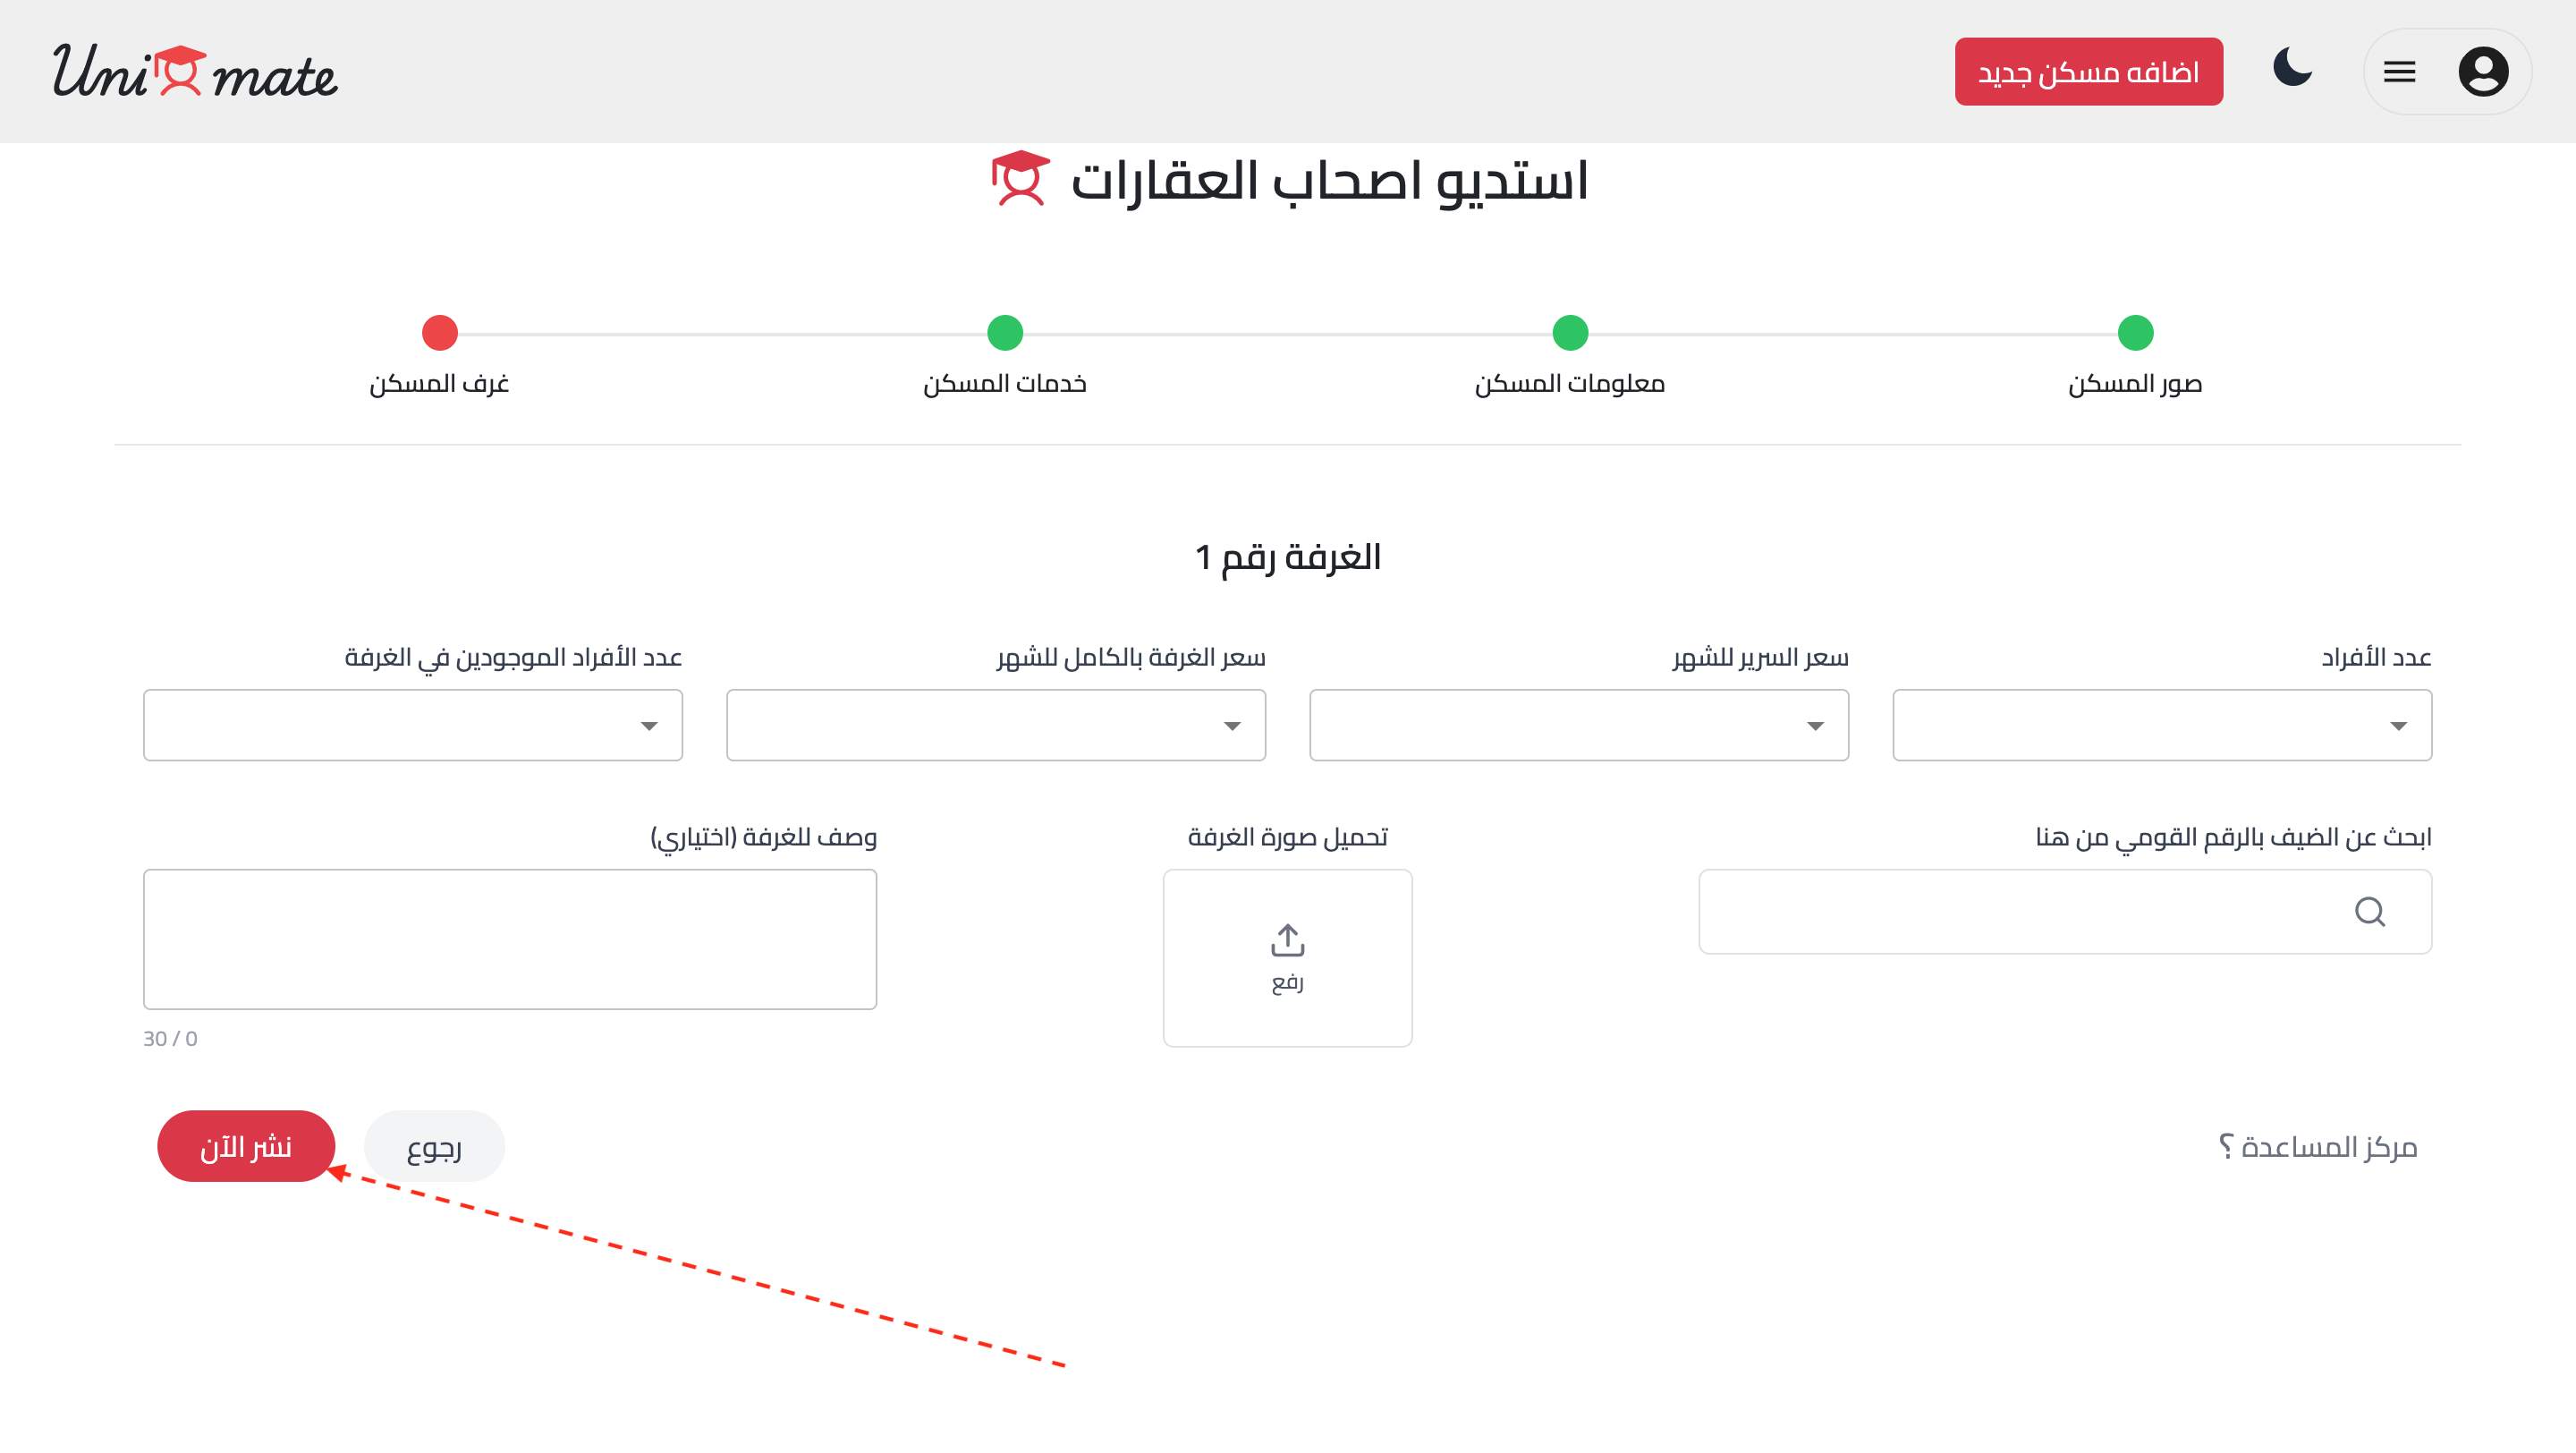 Uni mate
اضافه مسكن جديد
استديو اصحاب العقارات
صور المسكن
معلومات المسكن
خدمات المسكن
غرف المسكن
الغرفة رقم 1
عدد الأفراد
سعر السرير للشهر
سعر الغرفة بالكامل للشهر
عدد الأفراد الموجودين في الغرفة
ابحث عن الضيف بالرقم القومي من هنا
تحميل صورة الغرفة
رفع
وصف للغرفة (اختياري)
30 / 0
مركز المساعدة ؟
رجوع
نشر الآن